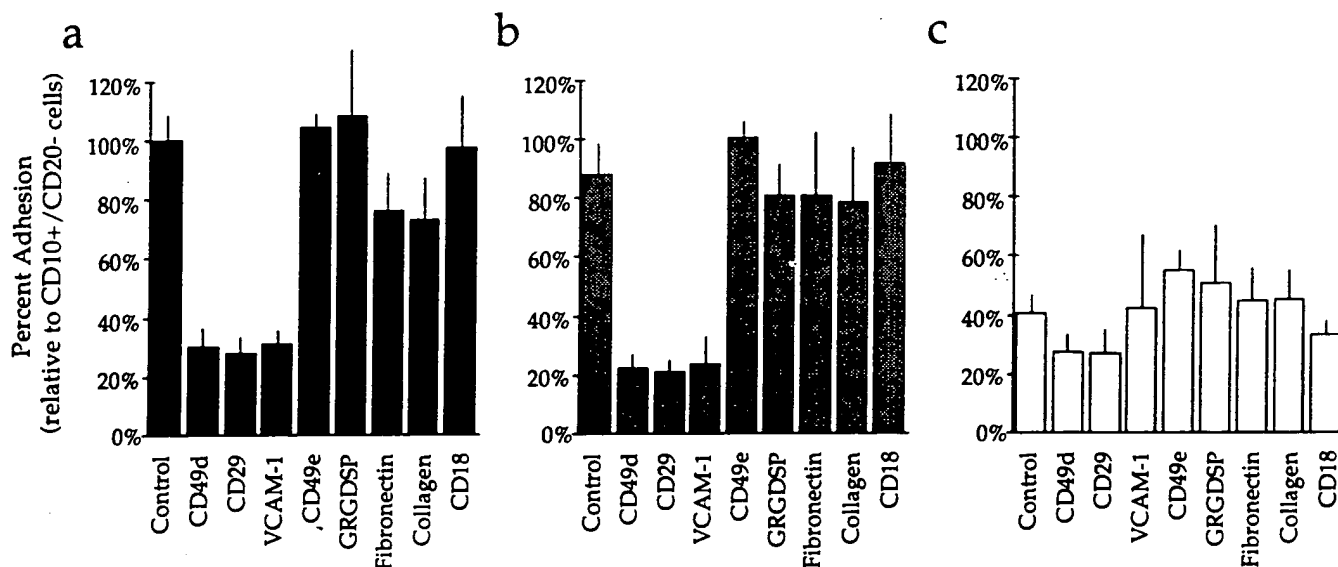 a
b
c
Percent Adhesion
(relative to CD10+/CD20- cells)
120%
100%
80%
60%
40%
20%
0%
Control
CD49d
CD29
VCAM-1
CD49e
GRGDSP
Fibronectin
Collagen
CD18
120%
100%
80%
60%
40%
20%
0%
Control
CD49d
CD29
VCAM-1
CD49e
GRGDSP
Fibronectin
Collagen
CD18
120%
100%
80%
60%
40%
20%
0%
Control
CD49d
CD29
VCAM-1
CD49e
GRGDSP
Fibronectin
Collagen
CD18